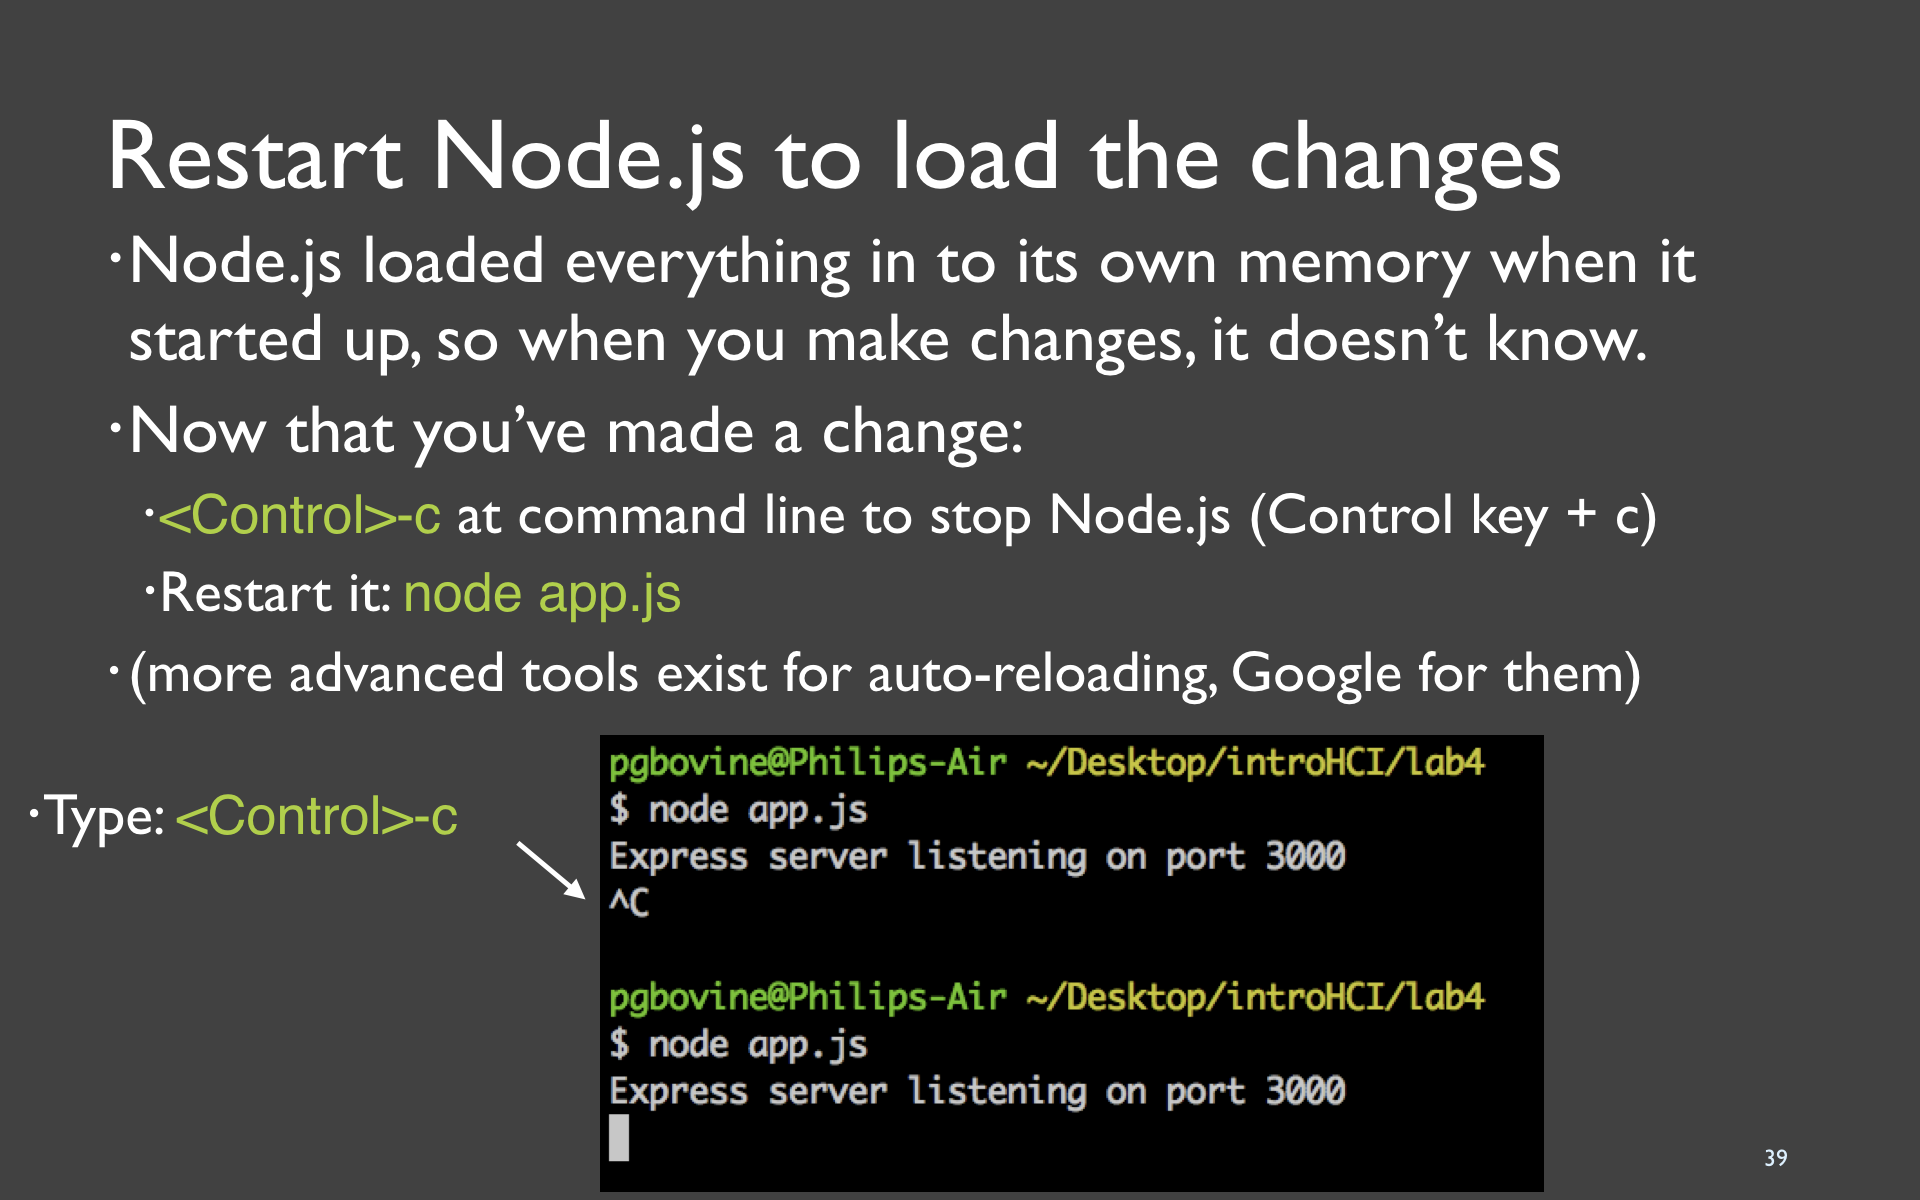 Restart Node.js to load the changes
·Node.js loaded everything in to its own memory when it
started up, so when you make changes, it doesn’t know.
·Now that you’ve made a change:
·<Control>-c at command line to stop Node.js (Control key + c)
·Restart it: node app.js
·(more advanced tools exist for auto-reloading, Google for them)
·Type: <Control>-c
pgbovine@Philips-Air ~/Desktop/introHCI/lab4
$ node app.js
Express server listening on port 3000
^C
pgbovine@Philips-Air ~/Desktop/introHCI/lab4
$ node app.js
Express server listening on port 3000
39